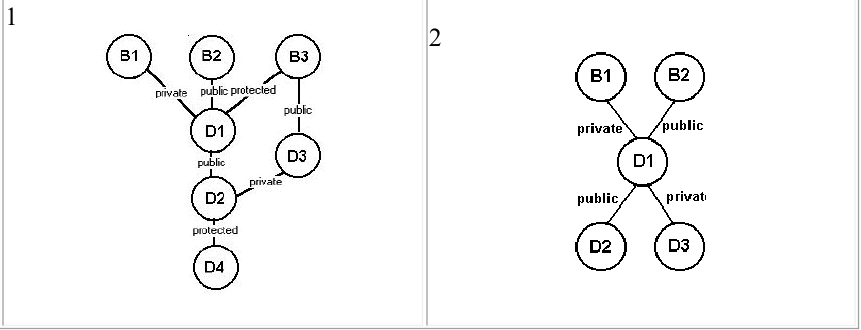 1
B1 B2 B3
private public protected
public
D1
public
D3
private
D2
protected
D4
2
B1 B2
private public
D1
public privat
D2 D3